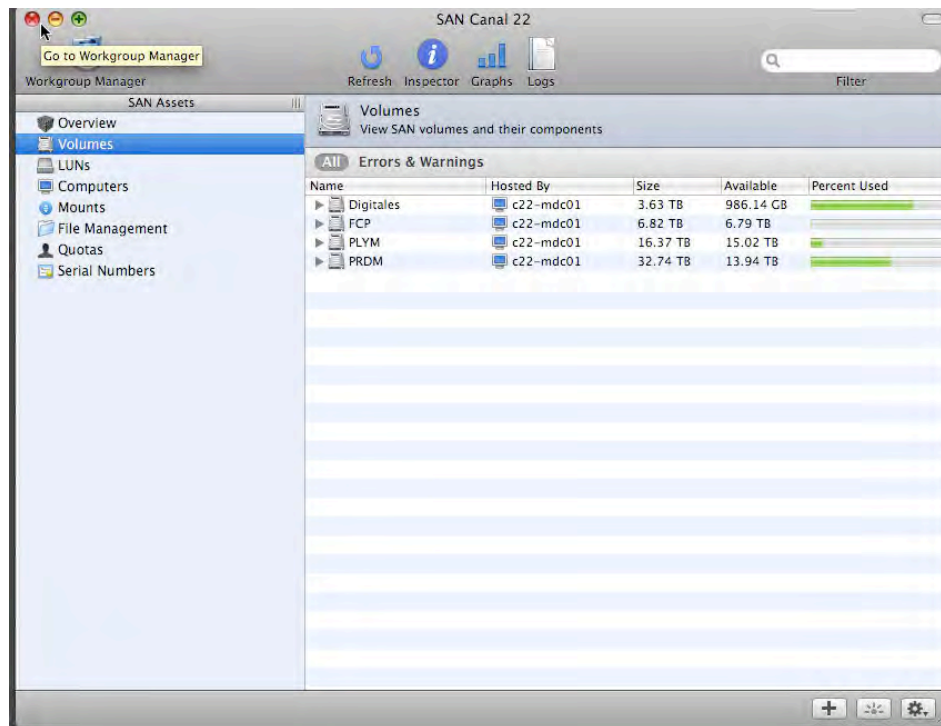 SAN Canal 22
Go to Workgroup Manager
Workgroup Manager
Refresh Inspector Graphs Logs Filter
SAN Assets
Overview
Volumes
LUNs
Computers
Mounts
File Management
Quotas
Serial Numbers
Volumes
View SAN volumes and their components
All Errors & Warnings
Name Hosted By Size Available Percent Used
Digitales c22-mdc01 3.63 TB 986.14 GB
FCP c22-mdc01 6.82 TB 6.79 TB
PLYM c22-mdc01 16.37 TB 15.02 TB
PRDM c22-mdc01 32.74 TB 13.94 TB